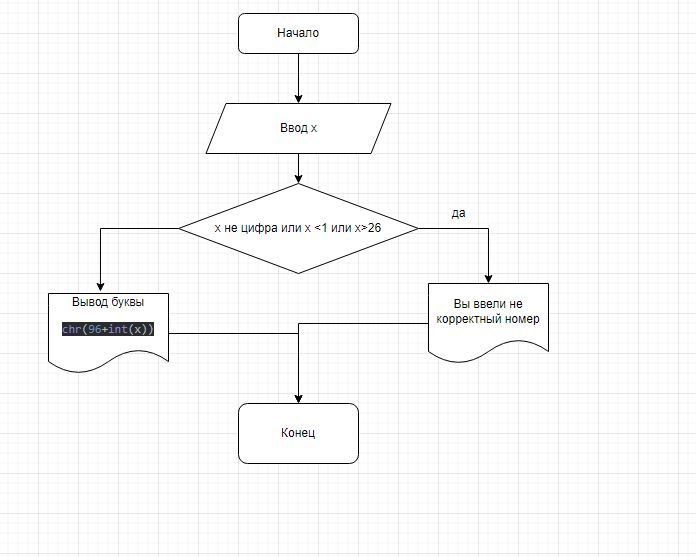 Начало
Ввод x
x не цифра или x <1 или x>26
да
Вывод буквы
chr(96+int(x))
Вы ввели не
корректный номер
Конец